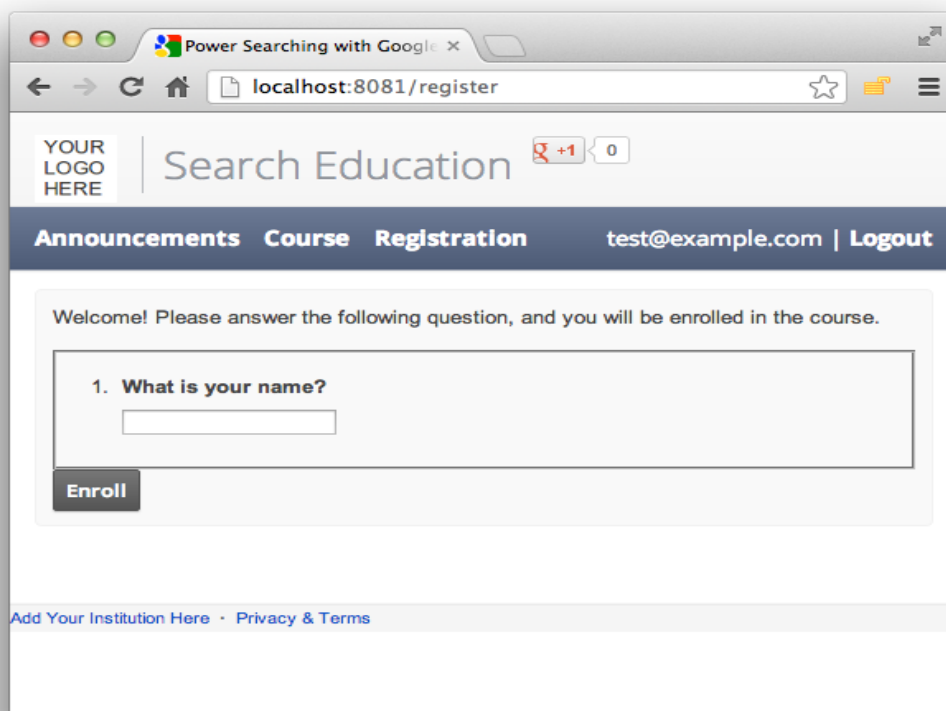 Power Searching with Google
localhost:8081/register
YOUR
LOGO
HERE
Search Education
+1
0
Announcements Course Registration test@example.com | Logout
Welcome! Please answer the following question, and you will be enrolled in the course.
1. What is your name?
Enroll
Add Your Institution Here · Privacy & Terms